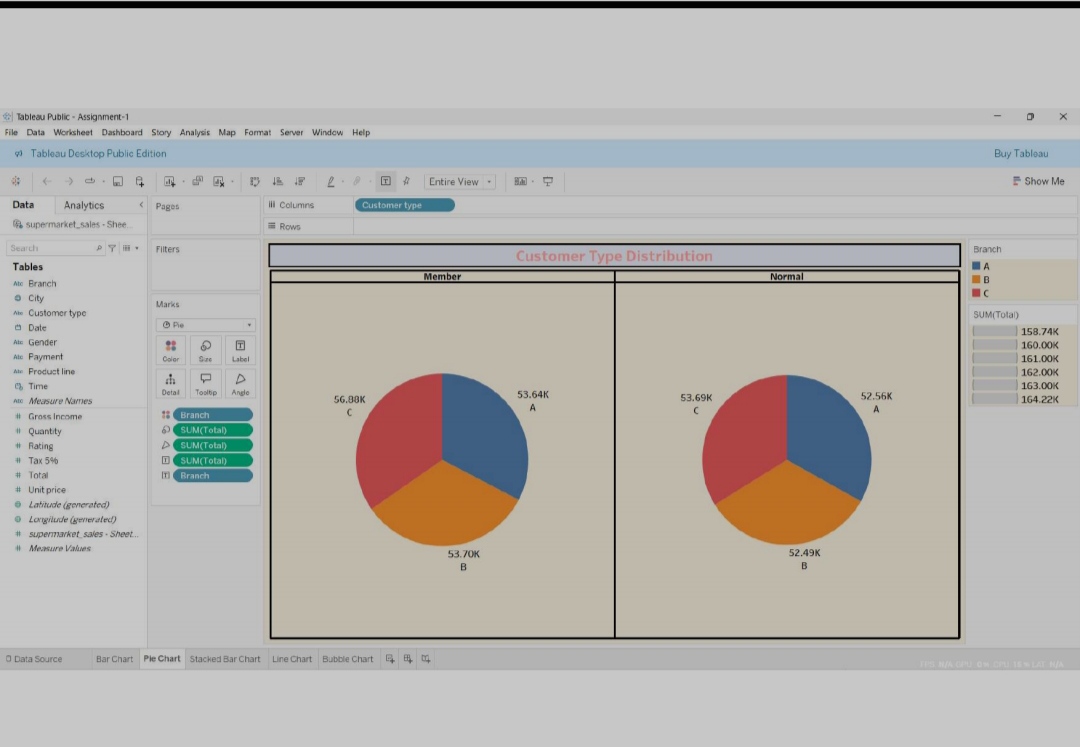 Tableau Public - Assignment-1
File Data Worksheet Dashboard Story Analysis Map Format Server Window Help
Tableau Desktop Public Edition
Buy Tableau
Entire View
Show Me
Data Analytics
supermarket_sales - Shee...
Search
Tables
Abc Branch
City
Abc Customer type
Date
Abc Gender
Abc Payment
Abc Product line
Time
Abc Measure Names
# Gross Income
# Quantity
# Rating
# Tax 5%
# Total
# Unit price
Latitude (generated)
Longitude (generated)
# supermarket_sales - Sheet...
# Measure Values
Pages
Filters
Marks
Pie
Color Size Label
Detail Tooltip Angle
Branch
SUM(Total)
SUM(Total)
SUM(Total)
Branch
Columns
Customer type
Rows
Customer Type Distribution
Member
Normal
56.88K
C
53.64K
A
53.70K
B
53.69K
C
52.56K
A
52.49K
B
Branch
A
B
C
SUM(Total)
158.74K
160.00K
161.00K
162.00K
163.00K
164.22K
Data Source Bar Chart Pie Chart Stacked Bar Chart Line Chart Bubble Chart